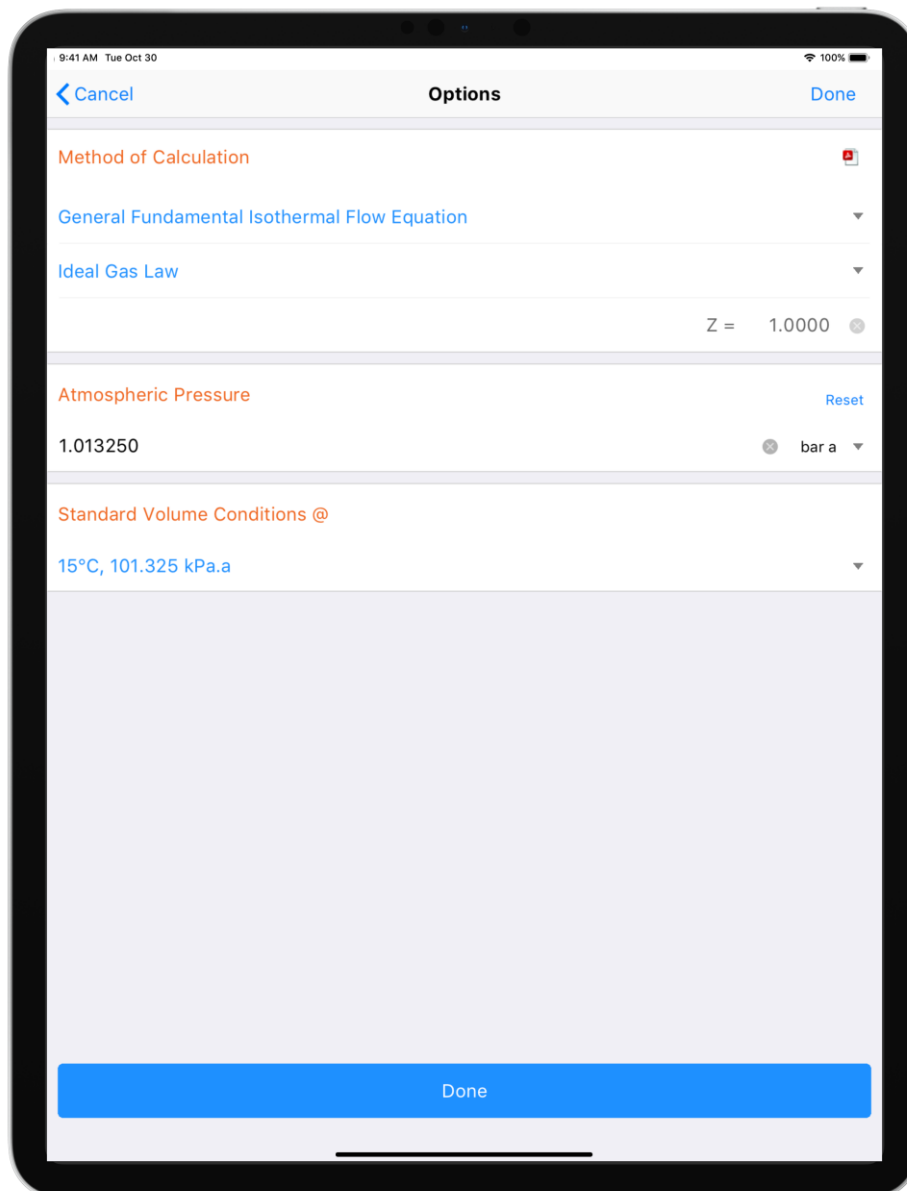 9:41 AM Tue Oct 30
100%
Cancel
Options
Done
Method of Calculation
General Fundamental Isothermal Flow Equation
Ideal Gas Law
Z = 1.0000
Atmospheric Pressure
Reset
1.013250
bar a
Standard Volume Conditions @
15°C, 101.325 kPa.a
Done